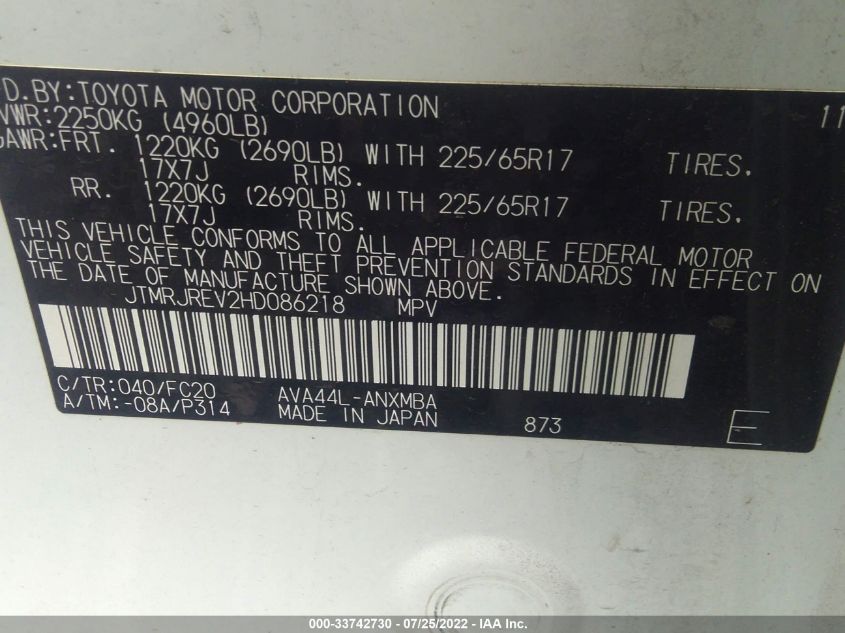 D.BY:TOYOTA MOTOR CORPORATION 11
VWR:2250KG (4960LB)
GAWR:FRT. 1220KG (2690LB) WITH 225/65R17 TIRES.
17X7J RIMS.
RR. 1220KG (2690LB) WITH 225/65R17 TIRES.
17X7J RIMS.
THIS VEHICLE CONFORMS TO ALL APPLICABLE FEDERAL MOTOR
VEHICLE SAFETY AND THEFT PREVENTION STANDARDS IN EFFECT ON
THE DATE OF MANUFACTURE SHOWN ABOVE.
JTMRJREV2HD086218 MPV
C/TR:040/FC20 AVA44L-ANXMBA
A/TM:-08A/P314 MADE IN JAPAN 873 E
000-33742730 - 07/25/2022 - IAA Inc.